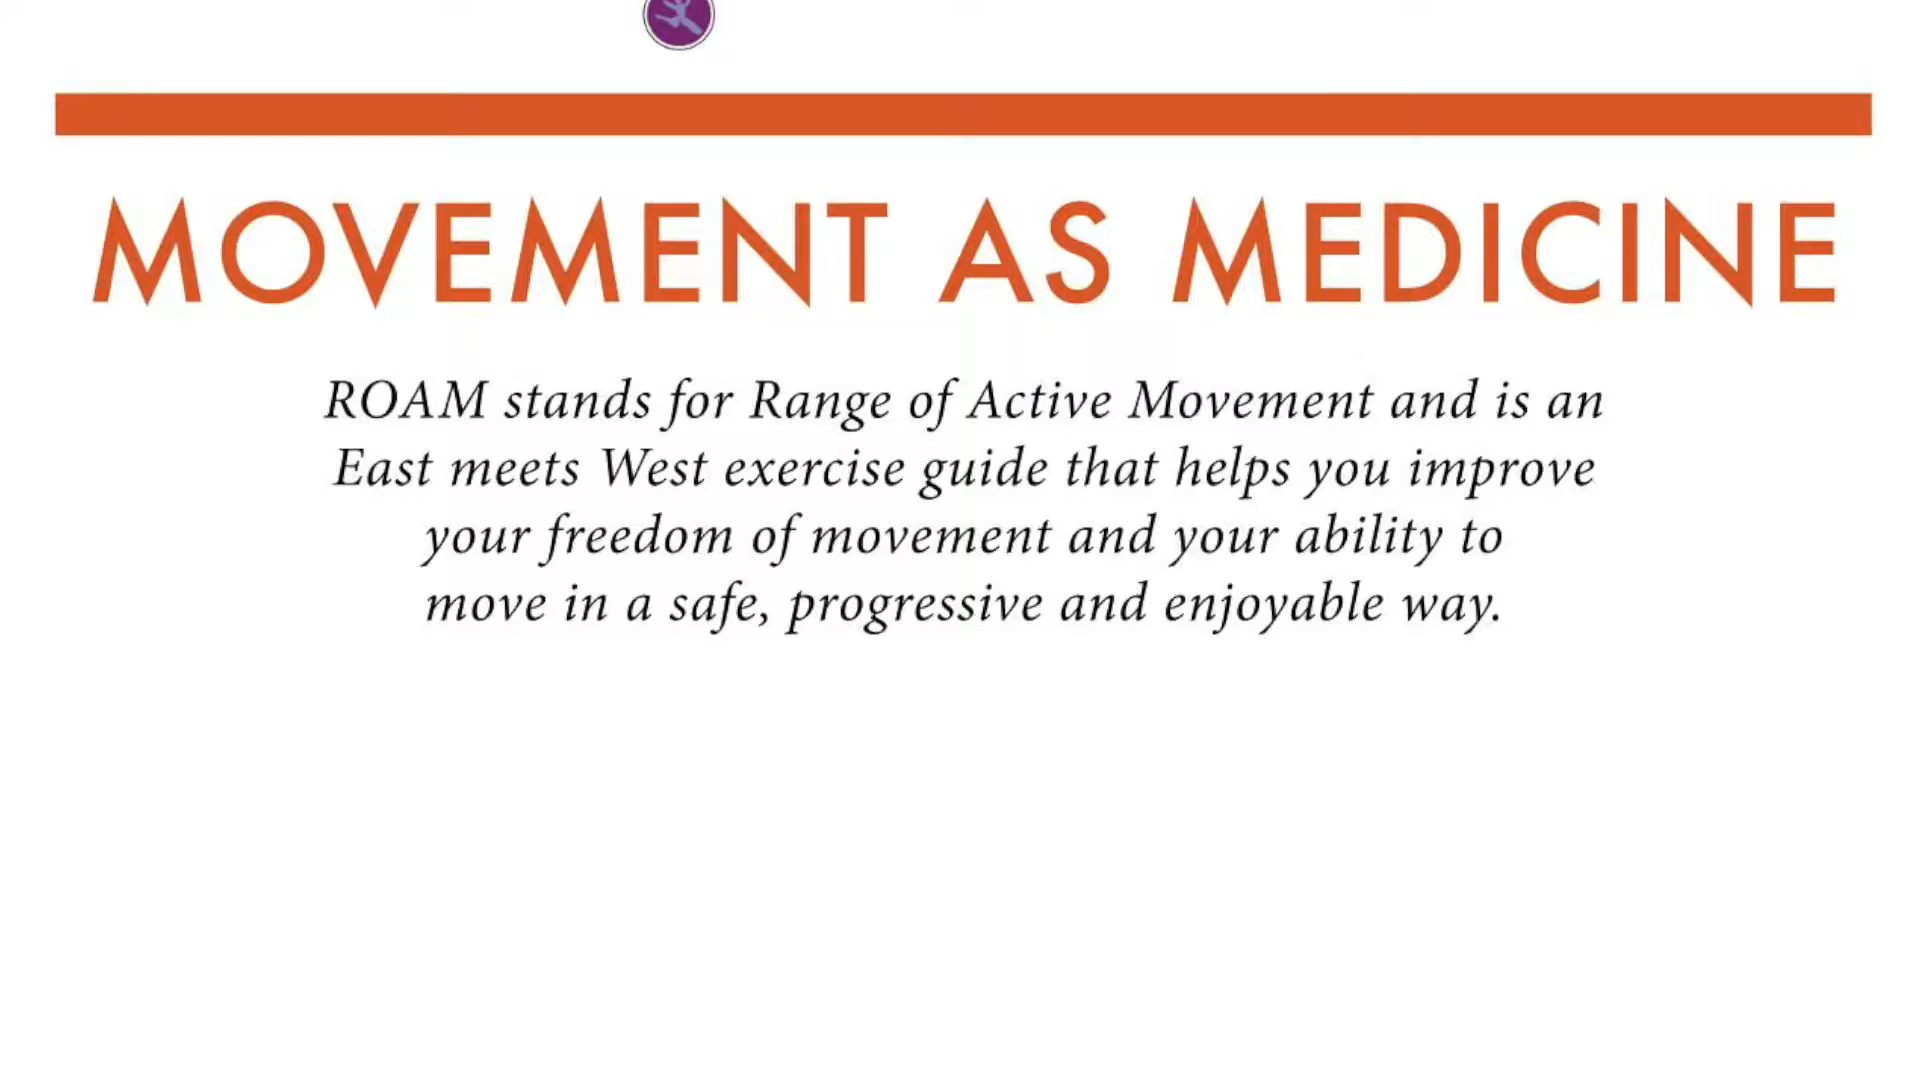 MOVEMENT AS MEDICINE
ROAM stands for Range of Active Movement and is an
East meets West exercise guide that helps you improve
your freedom of movement and your ability to
move in a safe, progressive and enjoyable way.